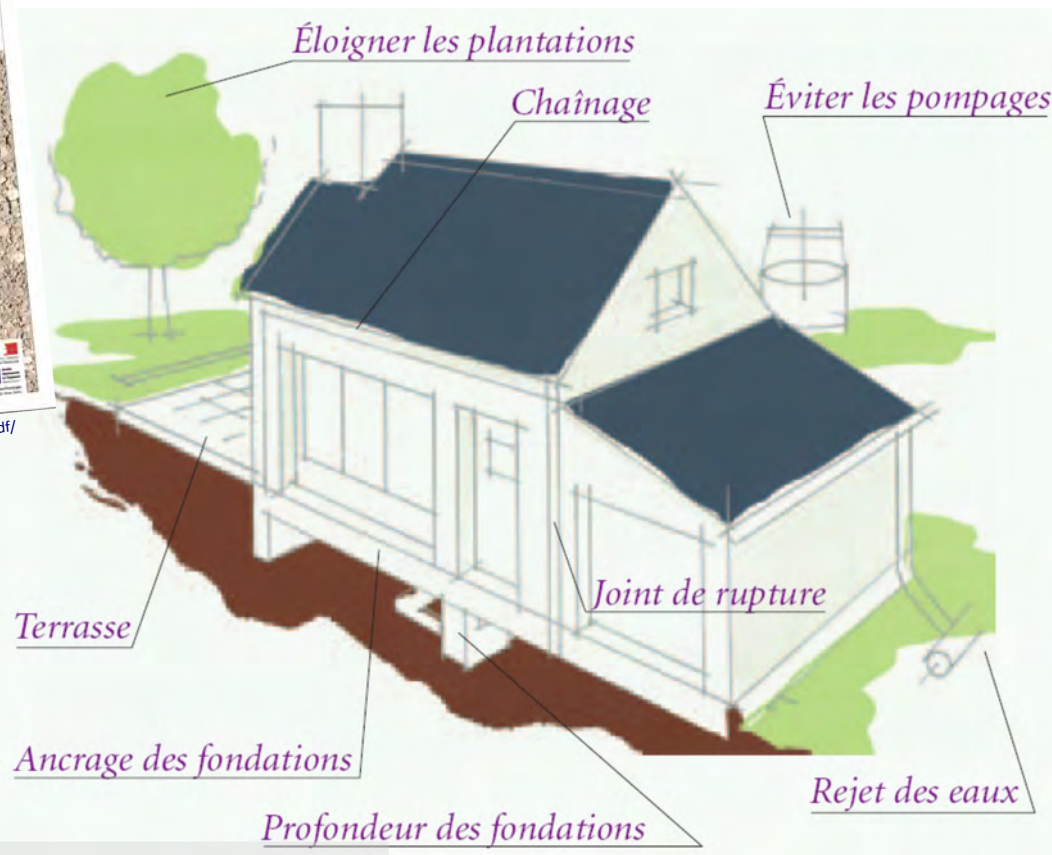 Éloigner les plantations
Chaînage
Éviter les pompages
df/
Joint de rupture
Terrasse
Ancrage des fondations
Rejet des eaux
Profondeur des fondations